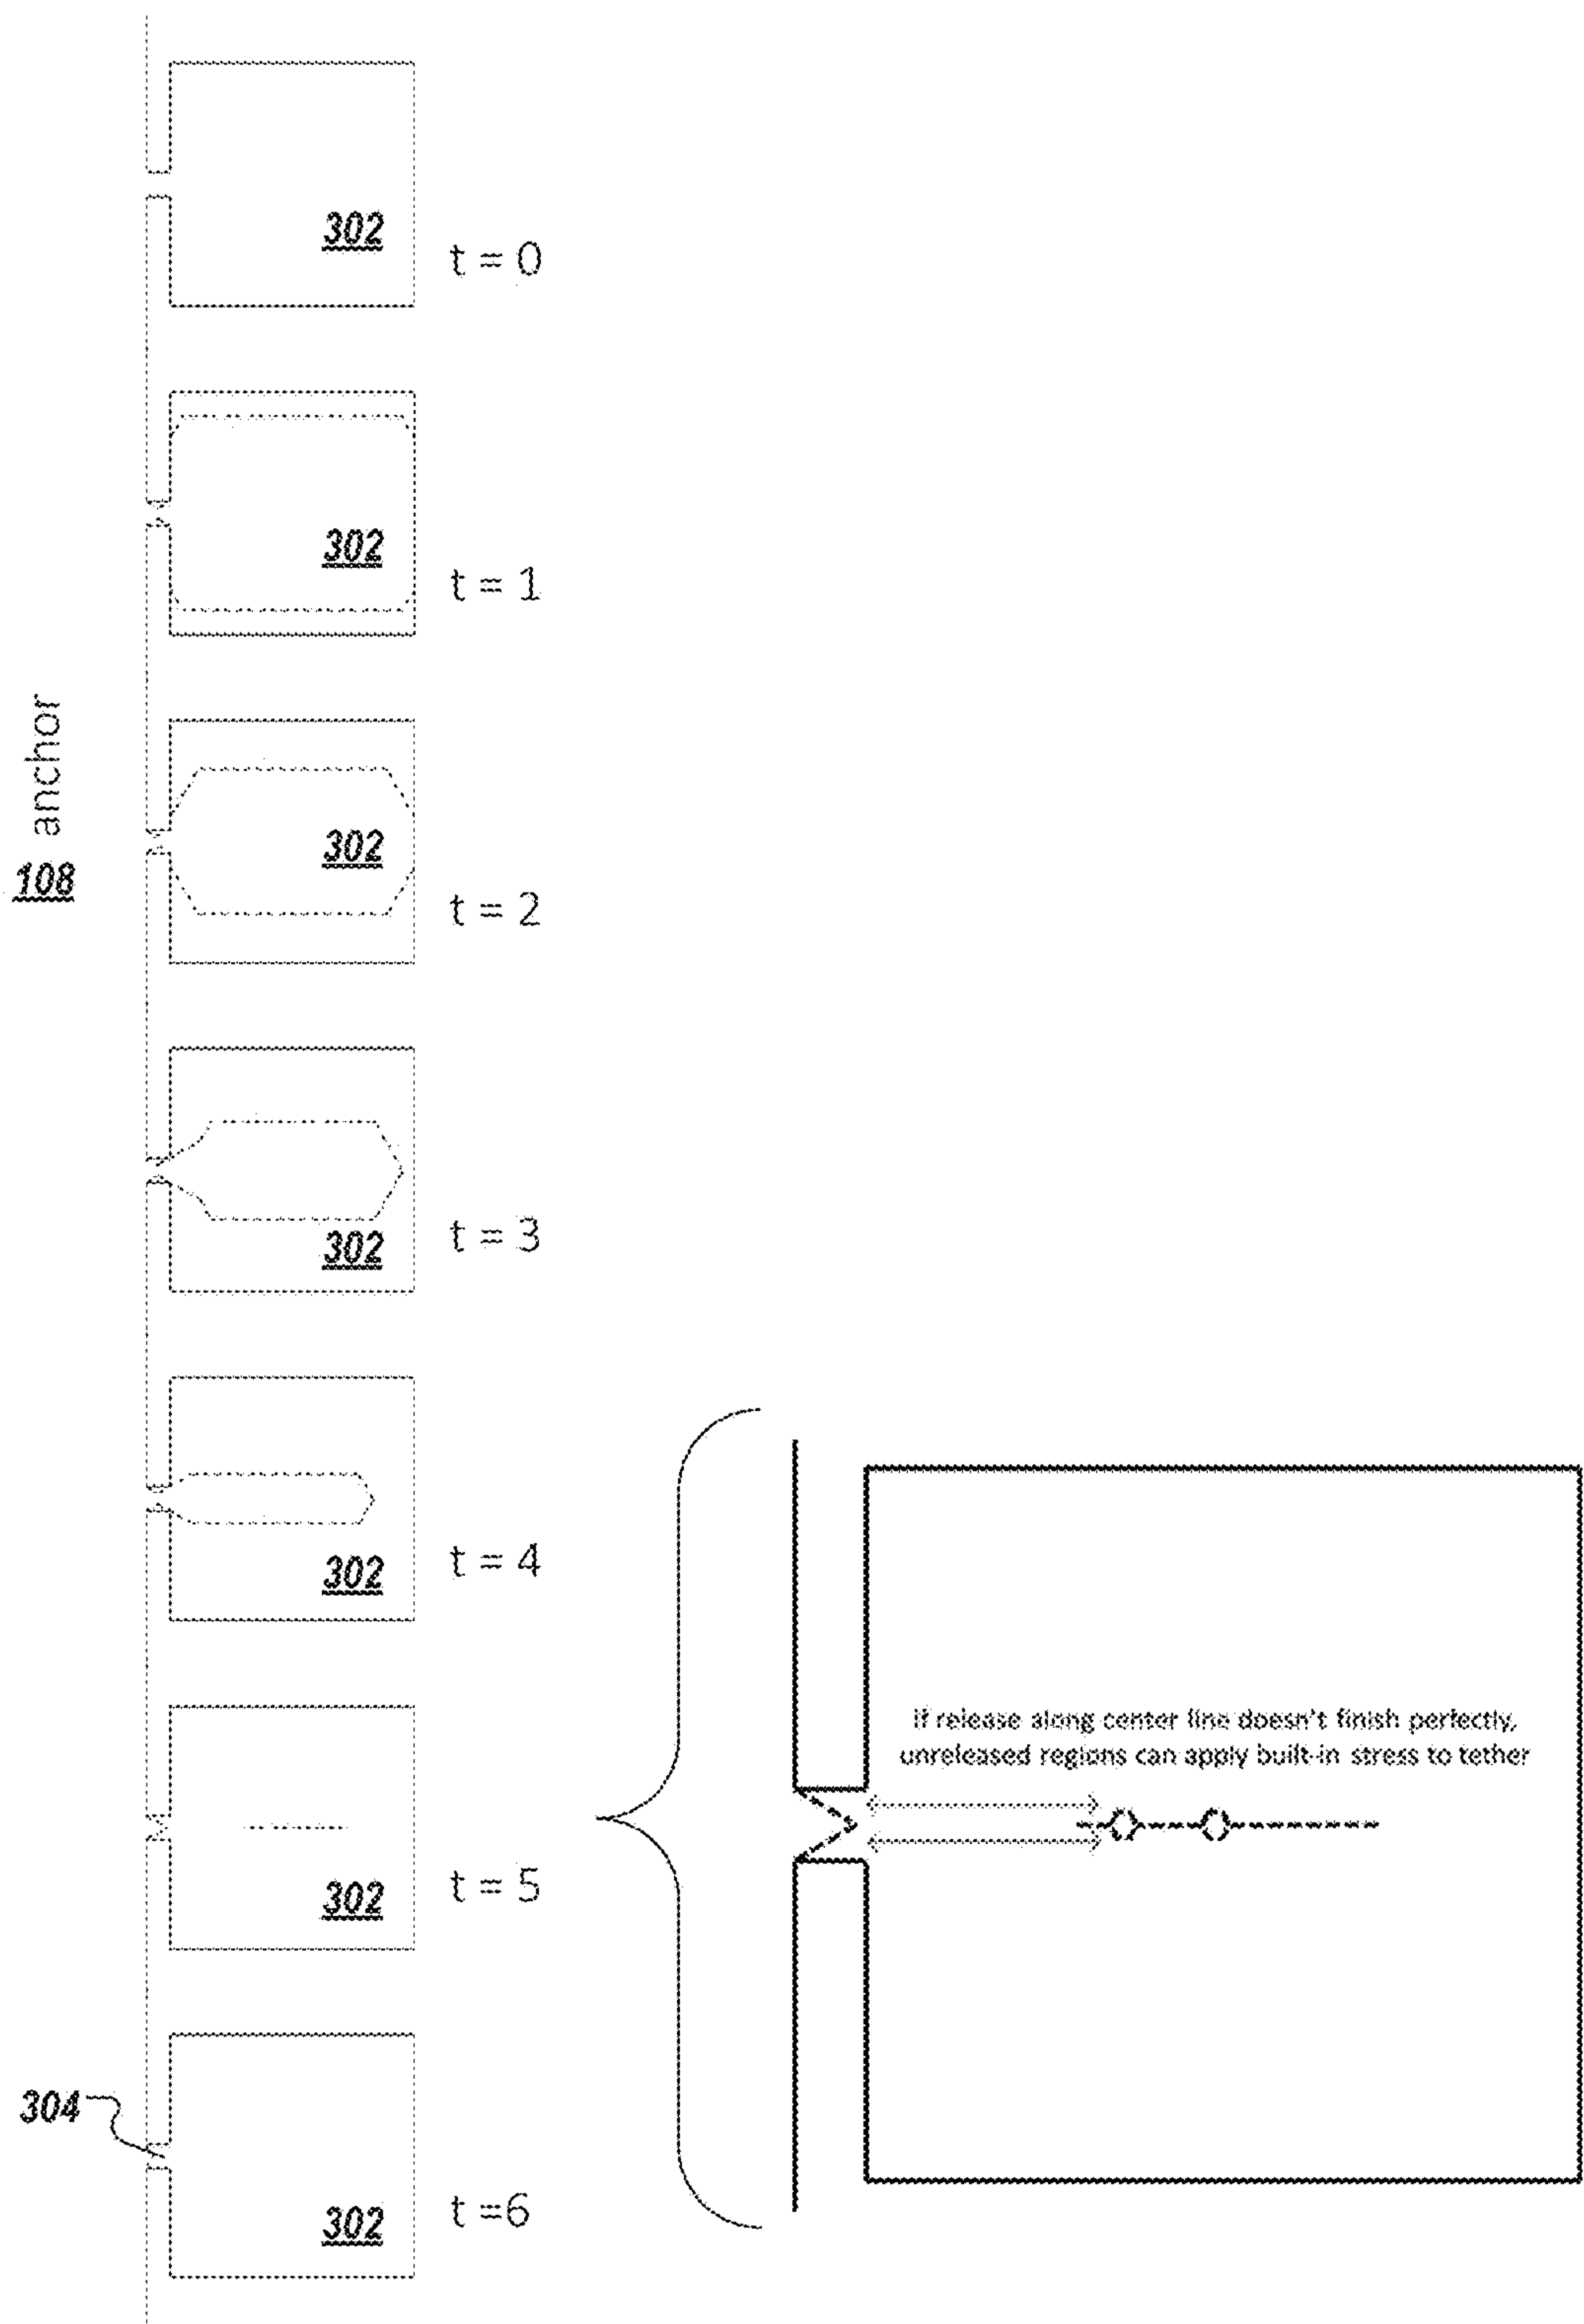 302
t = 0
302
t = 1
anchor
108
302
t = 2
302
t = 3
302
t = 4
if release along center line doesn't finish perfectly,
unreleased regions can apply built-in stress to tether
302
t = 5
304
302
t =6